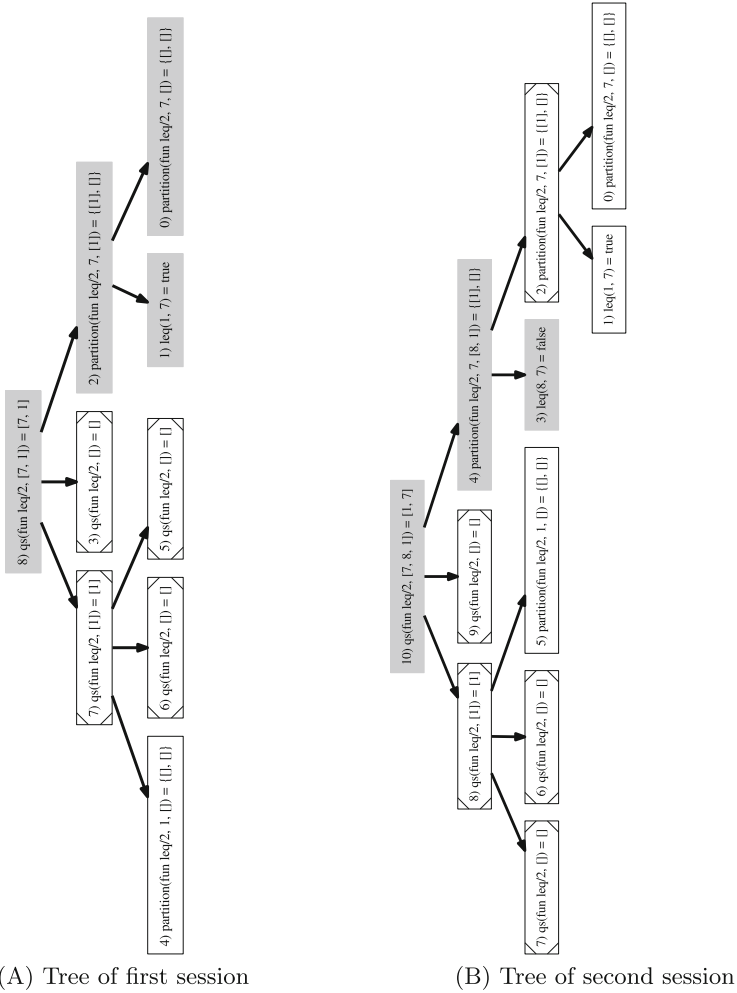 8) qs(fun leq/2, [7, 1]) = [7, 1]
7) qs(fun leq/2, [1]) = [1]
3) qs(fun leq/2, []) = []
2) partition(fun leq/2, 7, [1]) = {[1], []}
4) partition(fun leq/2, 1, []) = {[], []}
6) qs(fun leq/2, []) = []
5) qs(fun leq/2, []) = []
1) leq(1, 7) = true
0) partition(fun leq/2, 7, []) = {[], []}
(A) Tree of first session
10) qs(fun leq/2, [7, 8, 1]) = [1, 7]
8) qs(fun leq/2, [1]) = [1]
9) qs(fun leq/2, []) = []
4) partition(fun leq/2, 7, [8, 1]) = {[1], []}
7) qs(fun leq/2, []) = []
6) qs(fun leq/2, []) = []
5) partition(fun leq/2, 1, []) = {[], []}
3) leq(8, 7) = false
2) partition(fun leq/2, 7, [1]) = {[1], []}
1) leq(1, 7) = true
0) partition(fun leq/2, 7, []) = {[], []}
(B) Tree of second session